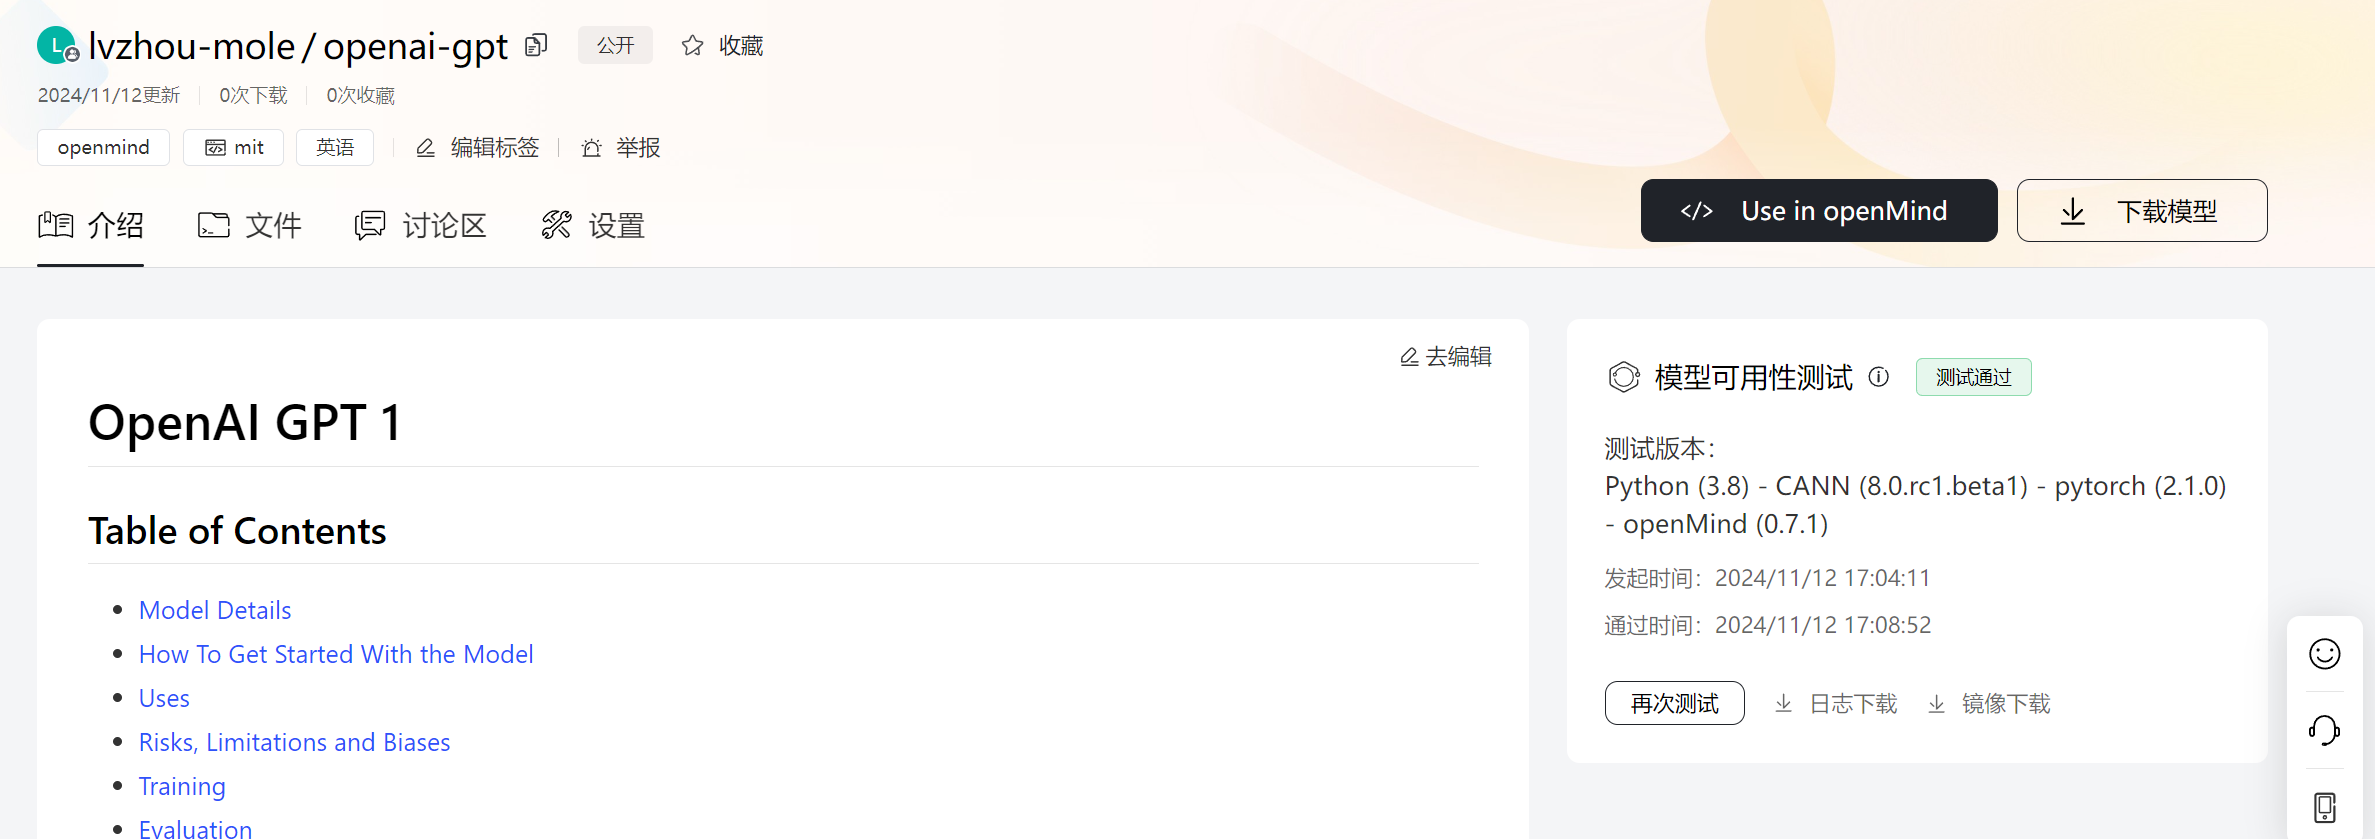 L lvzhou-mole / openai-gpt 公开 收藏
2024/11/12更新 0次下载 0次收藏
openmind mit 英语 编辑标签 举报
介绍 文件 讨论区 设置
</> Use in openMind 下载模型
去编辑
OpenAI GPT 1
Table of Contents
Model Details
How To Get Started With the Model
Uses
Risks, Limitations and Biases
Training
Evaluation
模型可用性测试 测试通过
测试版本：
Python (3.8) - CANN (8.0.rc1.beta1) - pytorch (2.1.0)
- openMind (0.7.1)
发起时间：2024/11/12 17:04:11
通过时间：2024/11/12 17:08:52
再次测试 日志下载 镜像下载